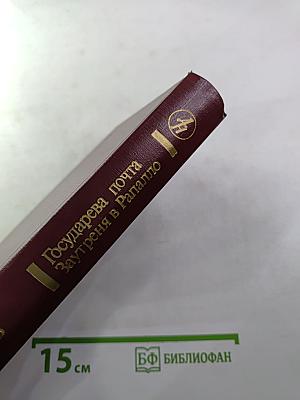 Государева почта
Заутреня в Рапалло
15 см
БФ БИБЛИОФАН